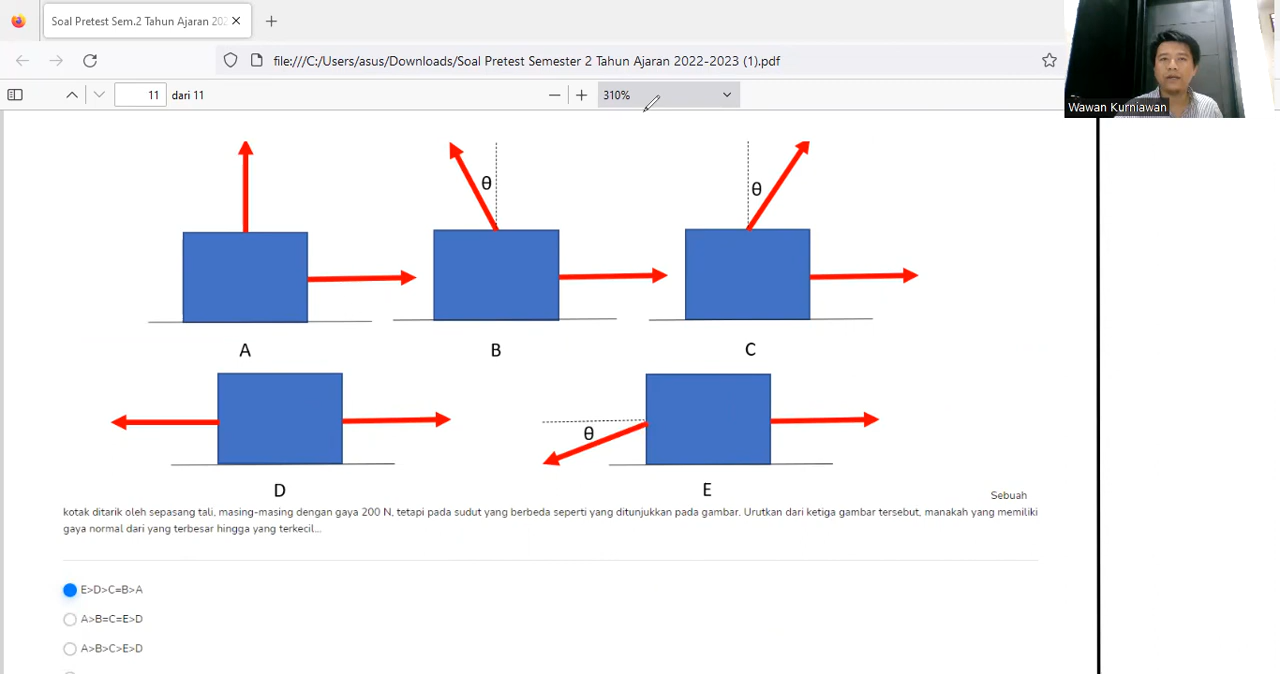 Soal Pretest Sem.2 Tahun Ajaran 202
file:///C:/Users/asus/Downloads/Soal Pretest Semester 2 Tahun Ajaran 2022-2023 (1).pdf
11 dari 11
310%
Wawan Kurniawan
θ
θ
A
B
C
θ
D
E
Sebuah
kotak ditarik oleh sepasang tali, masing-masing dengan gaya 200 N, tetapi pada sudut yang berbeda seperti yang ditunjukkan pada gambar. Urutkan dari ketiga gambar tersebut, manakah yang memiliki
gaya normal dari yang terbesar hingga yang terkecil...
E>D>C=B>A
A>B=C=E>D
A>B>C>E>D